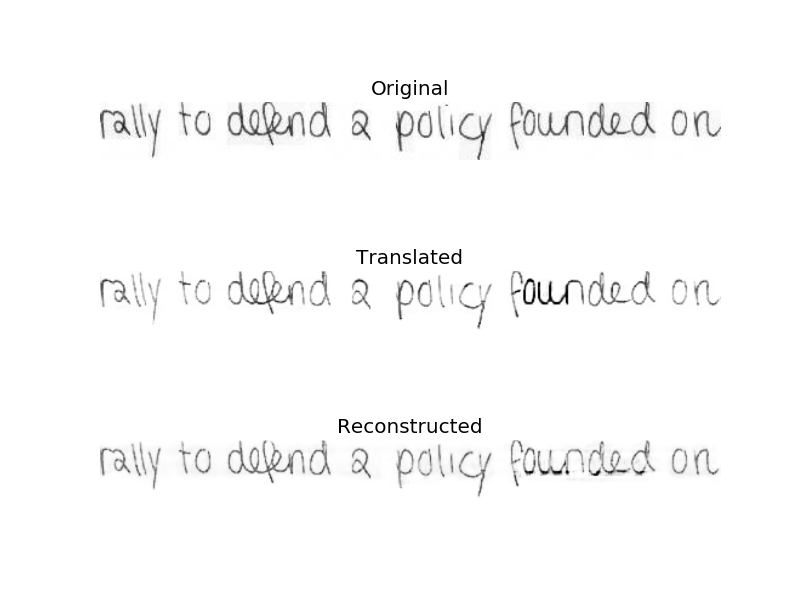 Original
rally to defend a policy founded on
Translated
rally to defend a policy founded on
Reconstructed
rally to defend a policy founded on